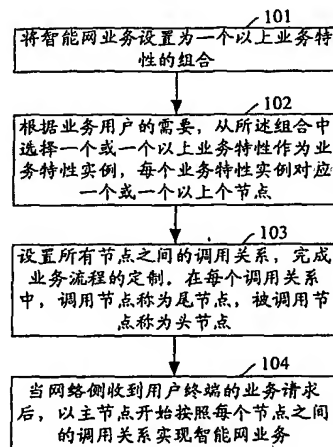 101
将智能网业务设置为一个以上业务特
性的组合
102
根据业务用户的需要，从所述组合中
选择一个或一个以上业务特性作为业
务特性实例，每个业务特性实例对应
一个或一个以上个节点
103
设置所有节点之间的调用关系，完成
业务流程的定制。在每个调用关系
中，调用节点称为尾节点，被调用节
点称为头节点
104
当网络侧收到用户终端的业务请求
后，以主节点开始按照每个节点之间
的调用关系实现智能网业务